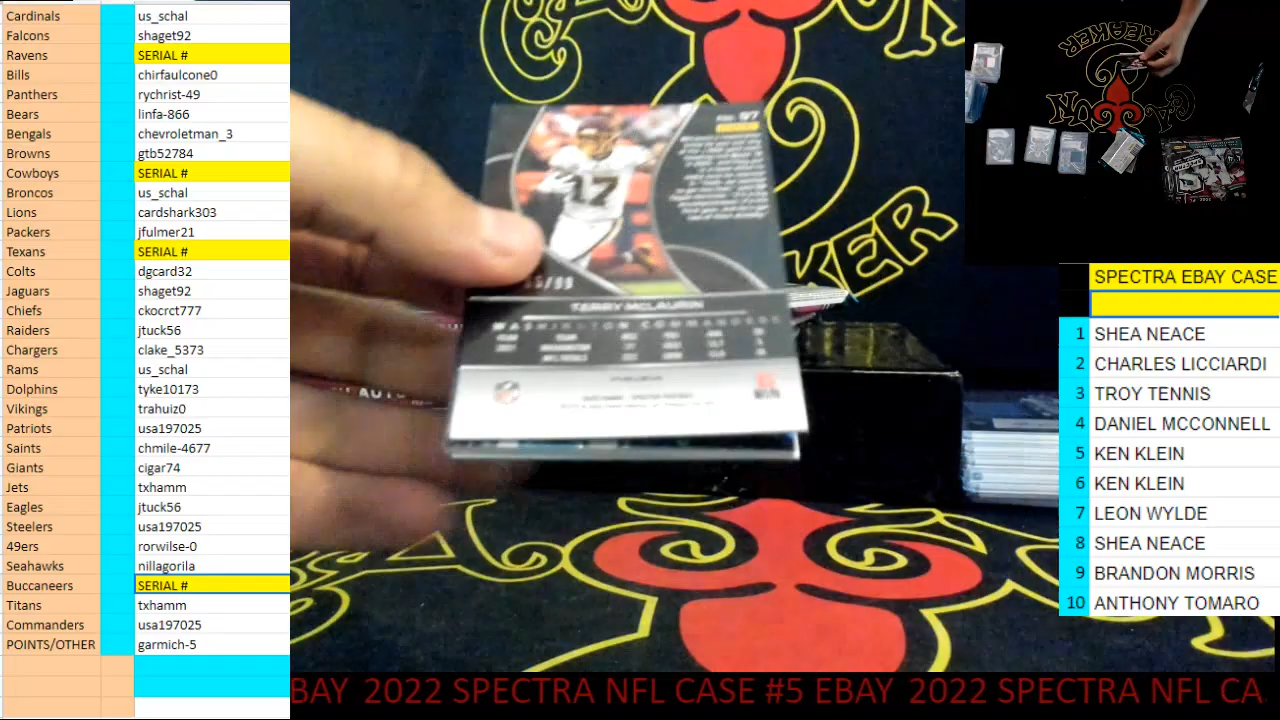 Cardinals us_schal
Falcons shaget92
Ravens SERIAL #
Bills chirfaulcone0
Panthers rychrist-49
Bears linfa-866
Bengals chevroletman_3
Browns gtb52784
Cowboys SERIAL #
Broncos us_schal
Lions cardshark303
Packers jfulmer21
Texans SERIAL #
Colts dgcard32
Jaguars shaget92
Chiefs ckocrct777
Raiders jtuck56
Chargers clake_5373
Rams us_schal
Dolphins tyke10173
Vikings trahuiz0
Patriots usa197025
Saints chmile-4677
Giants cigar74
Jets txhamm
Eagles jtuck56
Steelers usa197025
49ers rorwilse-0
Seahawks nillagorila
Buccaneers SERIAL #
Titans txhamm
Commanders usa197025
POINTS/OTHER garmich-5
17
TERRY MCLAURIN
WASHINGTON COMMANDERS
AUTO
KER
REAKER
SPECTRA EBAY CASE
1 SHEA NEACE
2 CHARLES LICCIARDI
3 TROY TENNIS
4 DANIEL MCCONNELL
5 KEN KLEIN
6 KEN KLEIN
7 LEON WYLDE
8 SHEA NEACE
9 BRANDON MORRIS
10 ANTHONY TOMARO
BAY 2022 SPECTRA NFL CASE #5 EBAY 2022 SPECTRA NFL CA